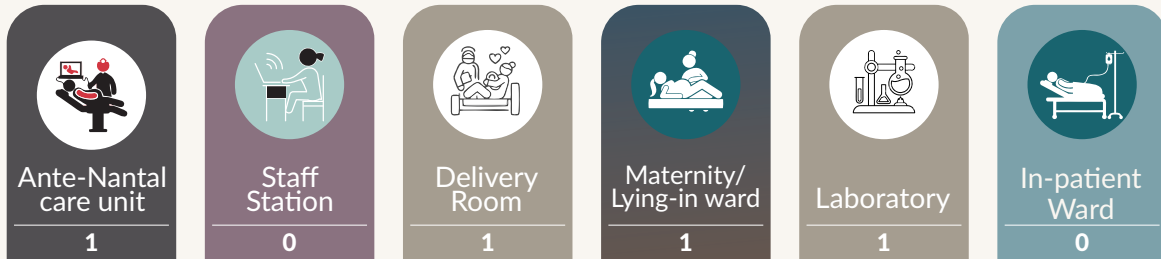 Ante-Nantal
care unit
1
Staff
Station
0
Delivery
Room
1
Maternity/
Lying-in ward
1
Laboratory
1
In-patient
Ward
0